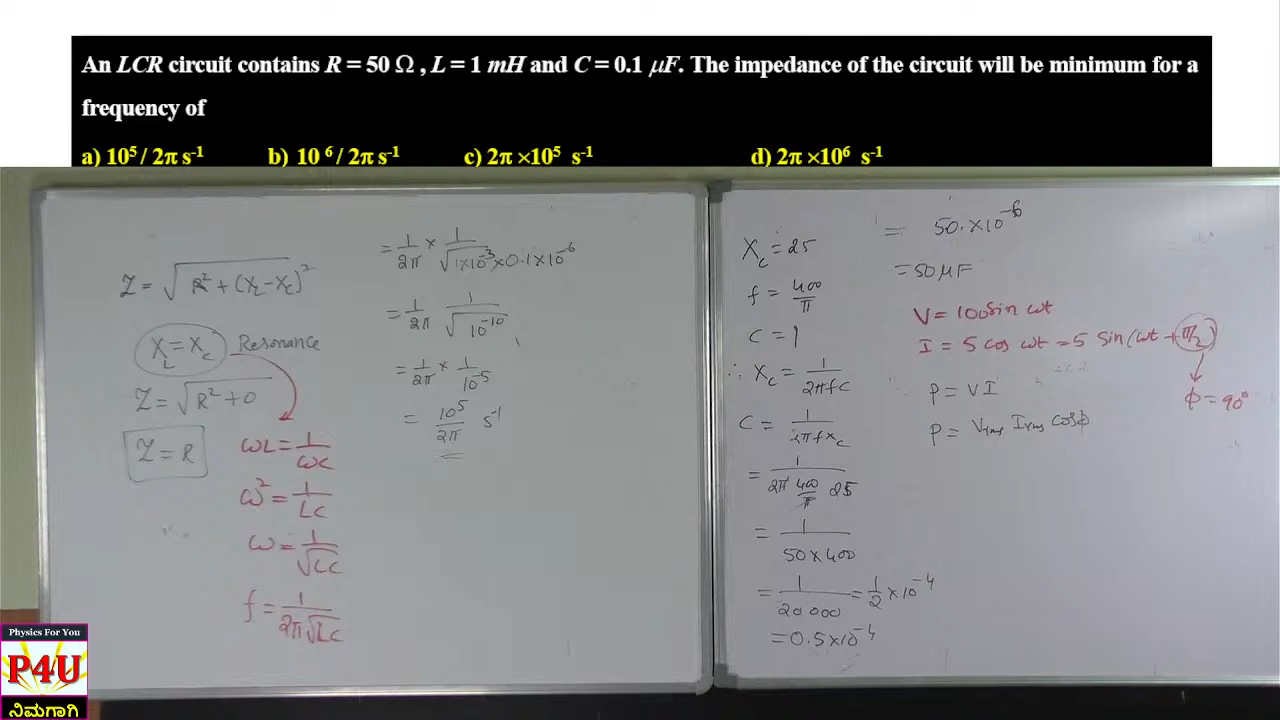 An LCR circuit contains R = 50 Ω , L = 1 mH and C = 0.1 μF. The impedance of the circuit will be minimum for a
frequency of
a) 10⁵ / 2π s⁻¹ b) 10 ⁶ / 2π s⁻¹ c) 2π ×10⁵ s⁻¹ d) 2π ×10⁶ s⁻¹
Z = √(R² + (X_L - X_C)²)
X_L = X_C Resonance
Z = √(R² + 0)
Z = R
ωL = 1/ωC
ω² = 1/LC
ω = 1/√LC
f = 1/2π√LC
= 1/2π × 1/√(1×10⁻³ × 0.1×10⁻⁶)
= 1/2π 1/√(10⁻¹⁰)
= 1/2π × 1/10⁻⁵
= 10⁵/2π s⁻¹
X_C = 25
f = 400/π
C = ?
∴ X_C = 1/2πfC
C = 1/2πfX_C
= 1/(2π 400/π 25)
= 1/(50×400)
= 1/20000 = 1/2 × 10⁻⁴
= 0.5×10⁻⁴
= 50.×10⁻⁶
= 50μF
V = 100 Sin ωt
I = 5 cos ωt = 5 Sin(ωt + π/2)
φ = 90°
P = VI
P = V_rms I_rms Cosφ
Physics For You
P4U
ನಿಮಗಾಗಿ